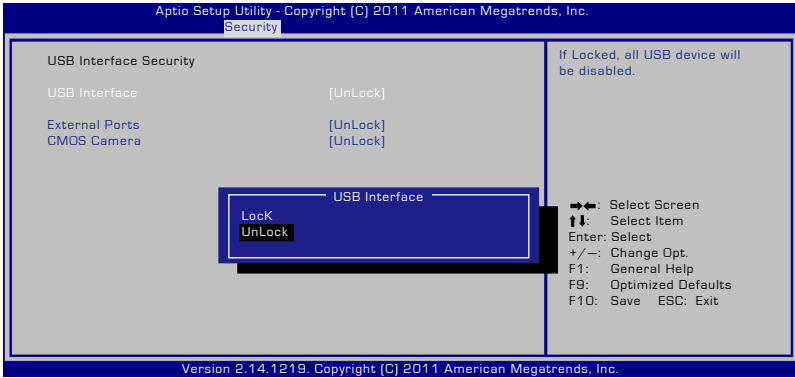 Aptio Setup Utility - Copyright (C) 2011 American Megatrends, Inc.
Security
USB Interface Security
USB Interface [UnLock]
External Ports [UnLock]
CMOS Camera [UnLock]
If Locked, all USB device will
be disabled.
USB Interface
LocK
UnLock
→←: Select Screen
↑↓: Select Item
Enter: Select
+/—: Change Opt.
F1: General Help
F9: Optimized Defaults
F10: Save ESC: Exit
Version 2.14.1219. Copyright (C) 2011 American Megatrends, Inc.